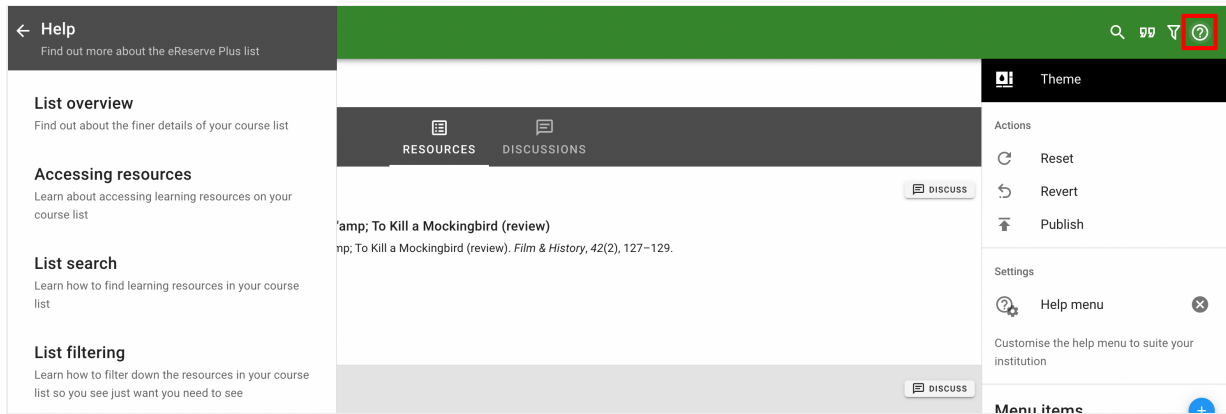 Help
Find out more about the eReserve Plus list
List overview
Find out about the finer details of your course list
Accessing resources
Learn about accessing learning resources on your
course list
List search
Learn how to find learning resources in your course
list
List filtering
Learn how to filter down the resources in your course
list so you see just want you need to see
RESOURCES
DISCUSSIONS
DISCUSS
'amp; To Kill a Mockingbird (review)
mp; To Kill a Mockingbird (review). Film & History, 42(2), 127–129.
DISCUSS
Theme
Actions
Reset
Revert
Publish
Settings
Help menu
Customise the help menu to suite your
institution
Menu items